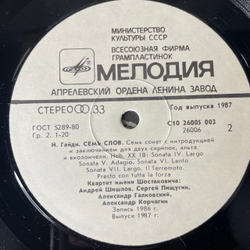 МИНИСТЕРСТВО
КУЛЬТУРЫ СССР
ВСЕСОЮЗНАЯ ФИРМА
ГРАМПЛАСТИНОК
МЕЛОДИЯ
АПРЕЛЕВСКИЙ ОРДЕНА ЛЕНИНА ЗАВОД
СТЕРЕО 33
Год выпуска 1987
ГОСТ 5289-80
Гр. 2. 1-20
С10 26005 003
26006
2
Й. Гайдн. СЕМЬ СЛОВ. Семь сонат с интродукцией
и заключением для двух скрипок, альта
и виолончели, Hob. XX 1B: Sonata IV. Largo
Sonata V. Adagio. Sonata VI. Lento
Sonata VII. Largo. Il Terremoto.
Presto con tutta la forza
Квартет имени Шостаковича:
Андрей Шишлов, Сергей Пищугин,
Александр Галковский,
Александр Корчагин
Запись 1986 г.
Выпуск 1987 г.